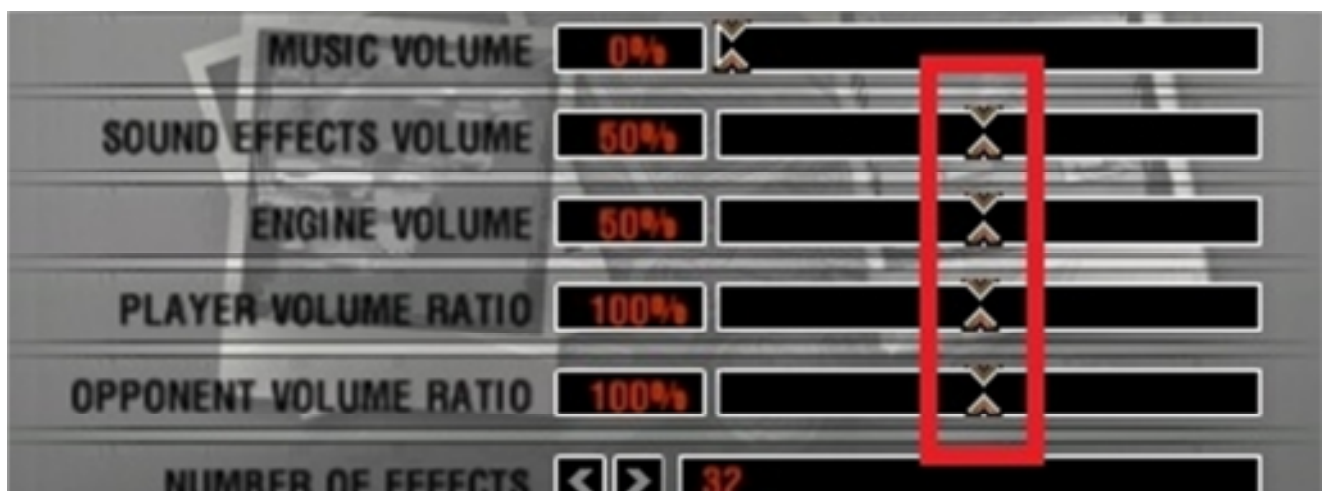 MUSIC VOLUME 0%
SOUND EFFECTS VOLUME 50%
ENGINE VOLUME 50%
PLAYER VOLUME RATIO 100%
OPPONENT VOLUME RATIO 100%
NUMBER OF EFFECTS < > 32